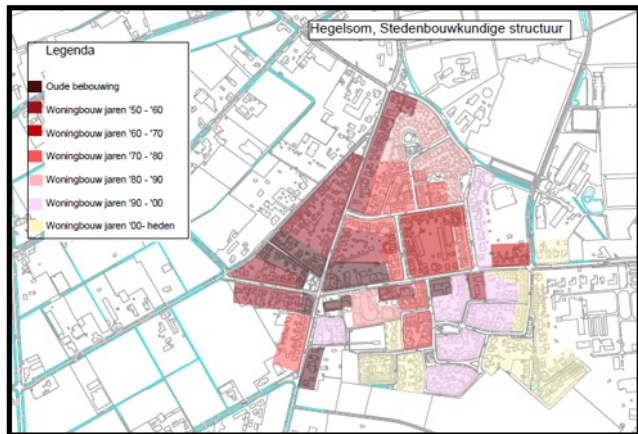 Hegelsom, Stedenbouwkundige structuur
Legenda
Oude bebouwing
Woningbouw jaren '50 - '60
Woningbouw jaren '60 - '70
Woningbouw jaren '70 - '80
Woningbouw jaren '80 - '90
Woningbouw jaren '90 - '00
Woningbouw jaren '00- heden